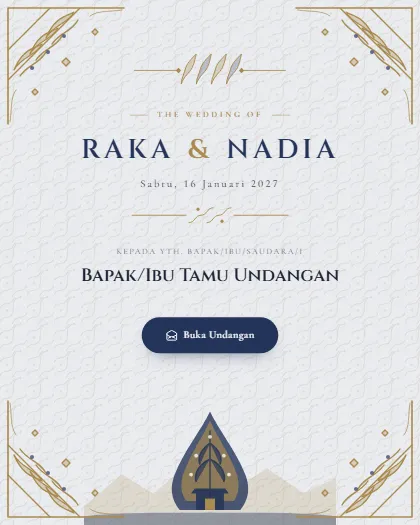 THE WEDDING OF
RAKA & NADIA
Sabtu, 16 Januari 2027
KEPADA YTH. BAPAK/IBU/SAUDARA/I
Bapak/Ibu Tamu Undangan
Buka Undangan